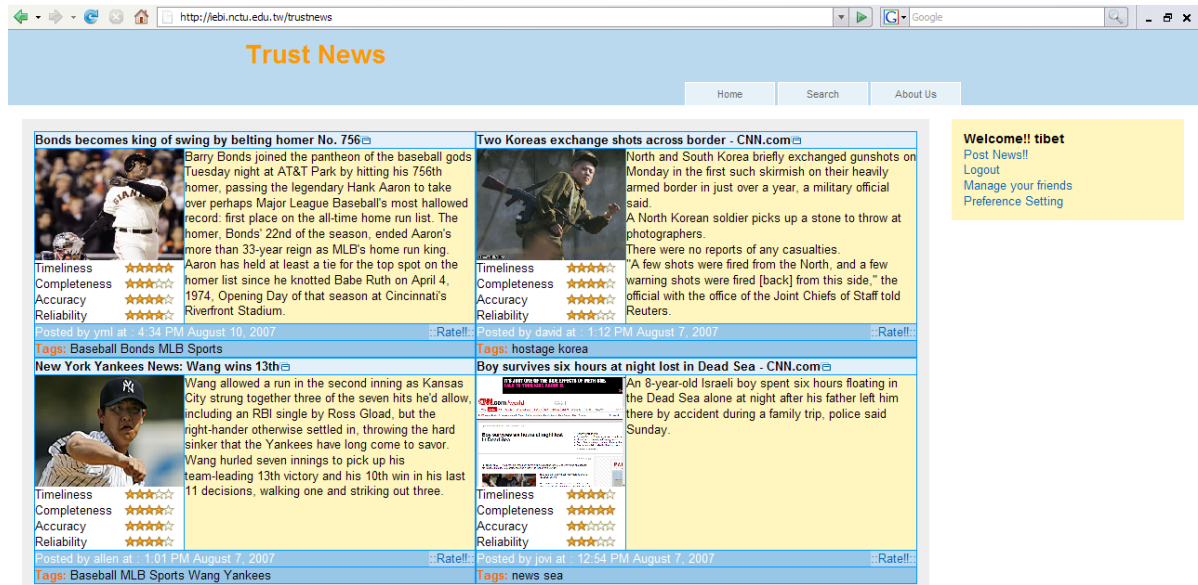 http://iebi.nctu.edu.tw/trustnews
Google
Trust News
Home
Search
About Us
Bonds becomes king of swing by belting homer No. 756
Barry Bonds joined the pantheon of the baseball gods
Tuesday night at AT&T Park by hitting his 756th
homer, passing the legendary Hank Aaron to take
over perhaps Major League Baseball's most hallowed
record: first place on the all-time home run list. The
homer, Bonds' 22nd of the season, ended Aaron's
more than 33-year reign as MLB's home run king.
Aaron has held at least a tie for the top spot on the
homer list since he knotted Babe Ruth on April 4,
1974, Opening Day of that season at Cincinnati's
Riverfront Stadium.
Timeliness
Completeness
Accuracy
Reliability
Posted by yml at : 4:34 PM August 10, 2007
::Rate!!::
Tags: Baseball Bonds MLB Sports
Two Koreas exchange shots across border - CNN.com
North and South Korea briefly exchanged gunshots on
Monday in the first such skirmish on their heavily
armed border in just over a year, a military official
said.
A North Korean soldier picks up a stone to throw at
photographers.
There were no reports of any casualties.
"A few shots were fired from the North, and a few
warning shots were fired [back] from this side," the
official with the office of the Joint Chiefs of Staff told
Reuters.
Timeliness
Completeness
Accuracy
Reliability
Posted by david at : 1:12 PM August 7, 2007
::Rate!!::
Tags: hostage korea
New York Yankees News: Wang wins 13th
Wang allowed a run in the second inning as Kansas
City strung together three of the seven hits he'd allow,
including an RBI single by Ross Gload, but the
right-hander otherwise settled in, throwing the hard
sinker that the Yankees have long come to savor.
Wang hurled seven innings to pick up his
team-leading 13th victory and his 10th win in his last
11 decisions, walking one and striking out three.
Timeliness
Completeness
Accuracy
Reliability
Posted by allen at : 1:01 PM August 7, 2007
::Rate!!::
Tags: Baseball MLB Sports Wang Yankees
Boy survives six hours at night lost in Dead Sea - CNN.com
An 8-year-old Israeli boy spent six hours floating in
the Dead Sea alone at night after his father left him
there by accident during a family trip, police said
Sunday.
CNN.com/world
Boy survives six hours at night lost
in Dead Sea
Timeliness
Completeness
Accuracy
Reliability
Posted by jovi at : 12:54 PM August 7, 2007
::Rate!!::
Tags: news sea
Welcome!! tibet
Post News!!
Logout
Manage your friends
Preference Setting